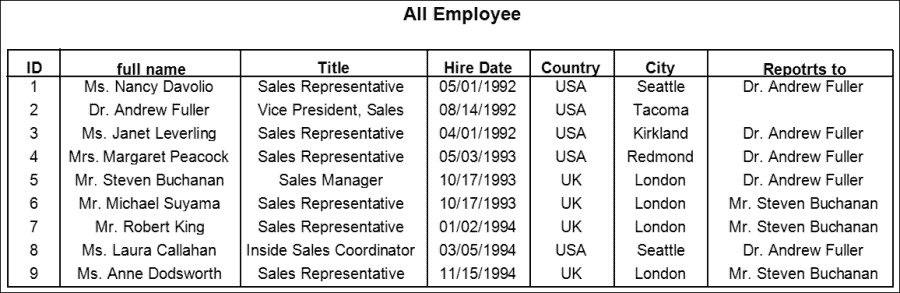 All Employee
ID full name Title Hire Date Country City Repotrts to
1 Ms. Nancy Davolio Sales Representative 05/01/1992 USA Seattle Dr. Andrew Fuller
2 Dr. Andrew Fuller Vice President, Sales 08/14/1992 USA Tacoma
3 Ms. Janet Leverling Sales Representative 04/01/1992 USA Kirkland Dr. Andrew Fuller
4 Mrs. Margaret Peacock Sales Representative 05/03/1993 USA Redmond Dr. Andrew Fuller
5 Mr. Steven Buchanan Sales Manager 10/17/1993 UK London Dr. Andrew Fuller
6 Mr. Michael Suyama Sales Representative 10/17/1993 UK London Mr. Steven Buchanan
7 Mr. Robert King Sales Representative 01/02/1994 UK London Mr. Steven Buchanan
8 Ms. Laura Callahan Inside Sales Coordinator 03/05/1994 USA Seattle Dr. Andrew Fuller
9 Ms. Anne Dodsworth Sales Representative 11/15/1994 UK London Mr. Steven Buchanan